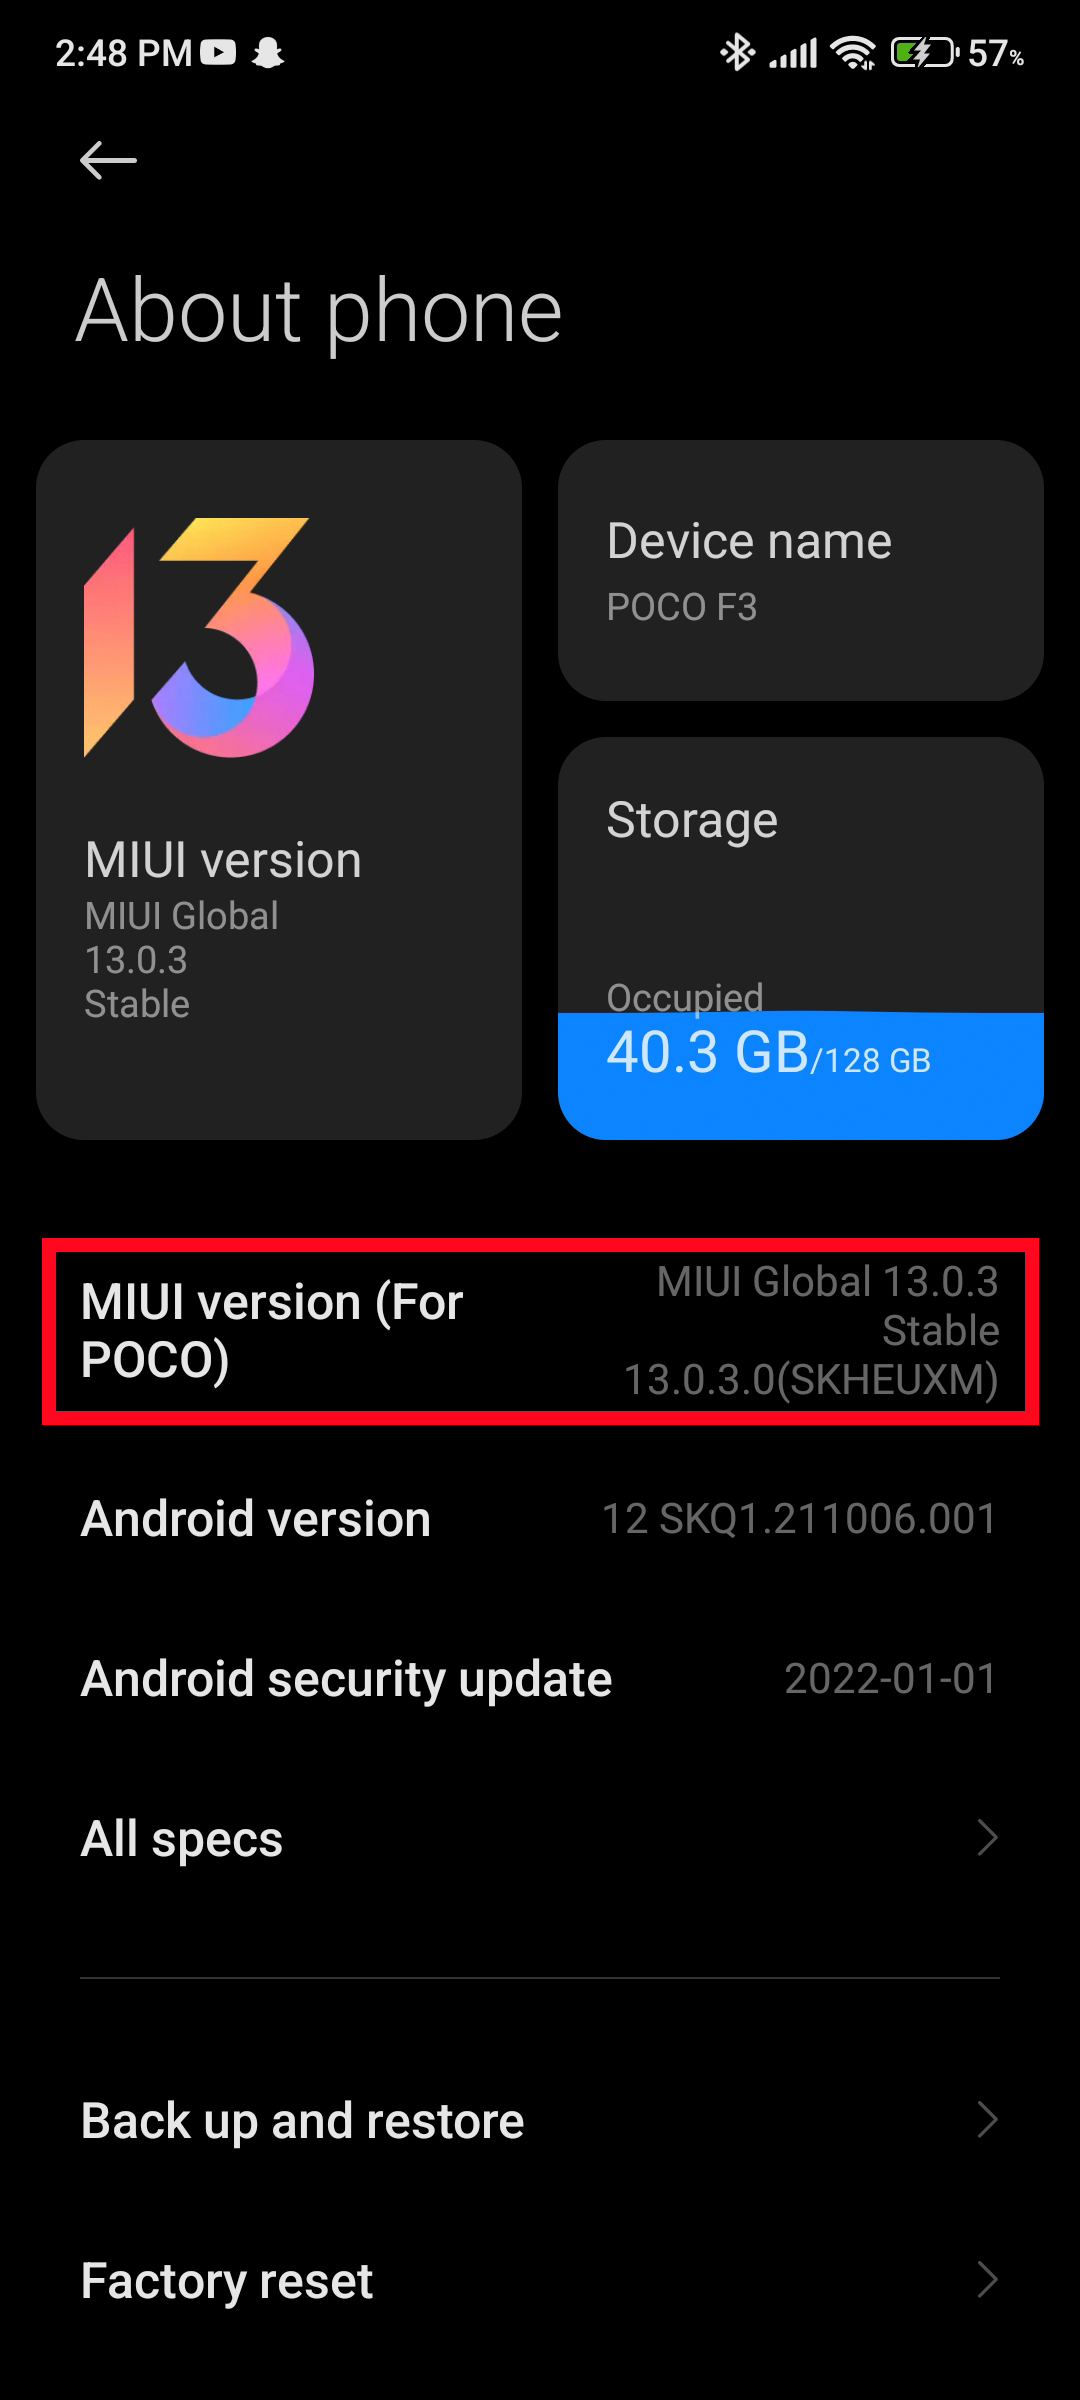 2:48 PM
57%
About phone
13
MIUI version
MIUI Global
13.0.3
Stable
Device name
POCO F3
Storage
Occupied
40.3 GB/128 GB
MIUI version (For
POCO)
MIUI Global 13.0.3
Stable
13.0.3.0(SKHEUXM)
Android version
12 SKQ1.211006.001
Android security update
2022-01-01
All specs
Back up and restore
Factory reset